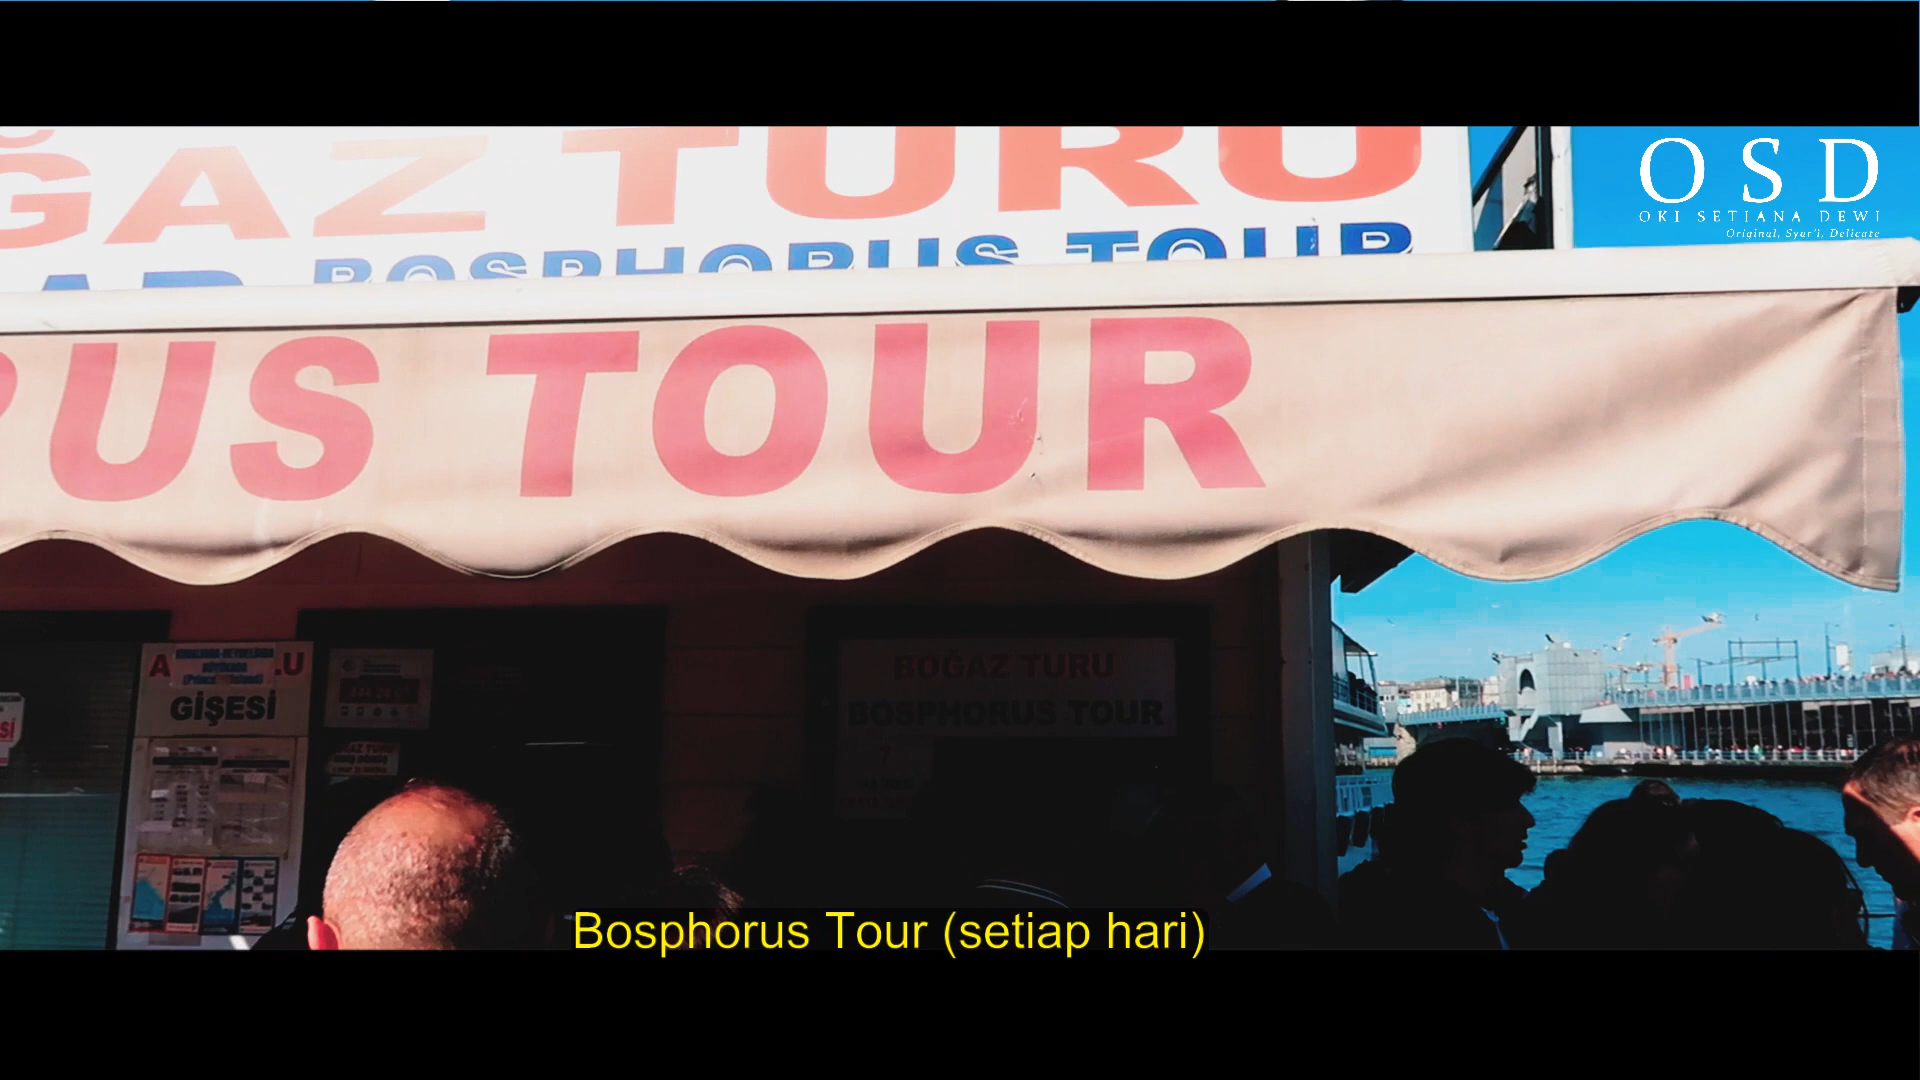 ĞAZ TURU
BOSPHORUS TOUR
OSD
OKI SETIANA DEWI
Original, Syar'i, Delicate
US TOUR
GİŞESİ
BOĞAZ TURU
BOSPHORUS TOUR
Bosphorus Tour (setiap hari)